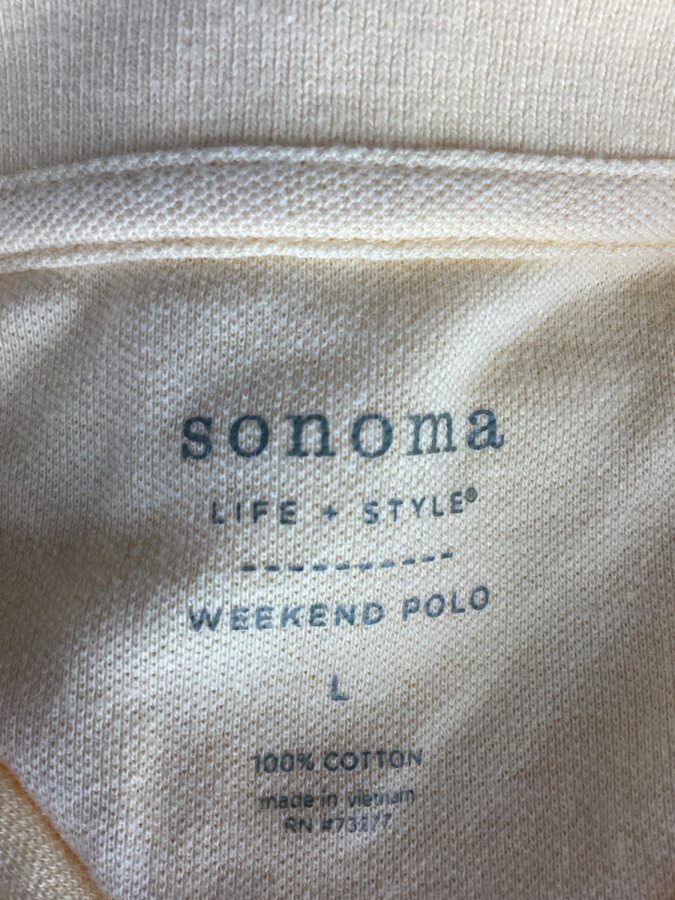 sonoma
LIFE + STYLE®
WEEKEND POLO
L
100% COTTON
made in vietnam
RN #73277